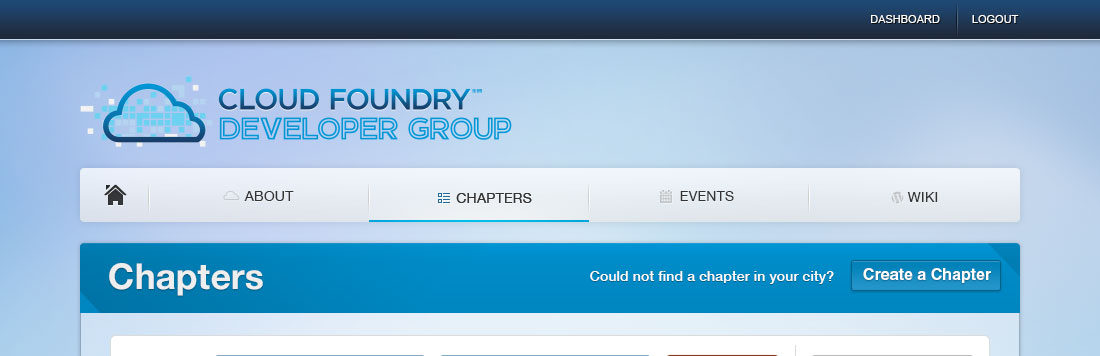 DASHBOARD LOGOUT
CLOUD FOUNDRY™
DEVELOPER GROUP
ABOUT CHAPTERS EVENTS WIKI
Chapters Could not find a chapter in your city? Create a Chapter